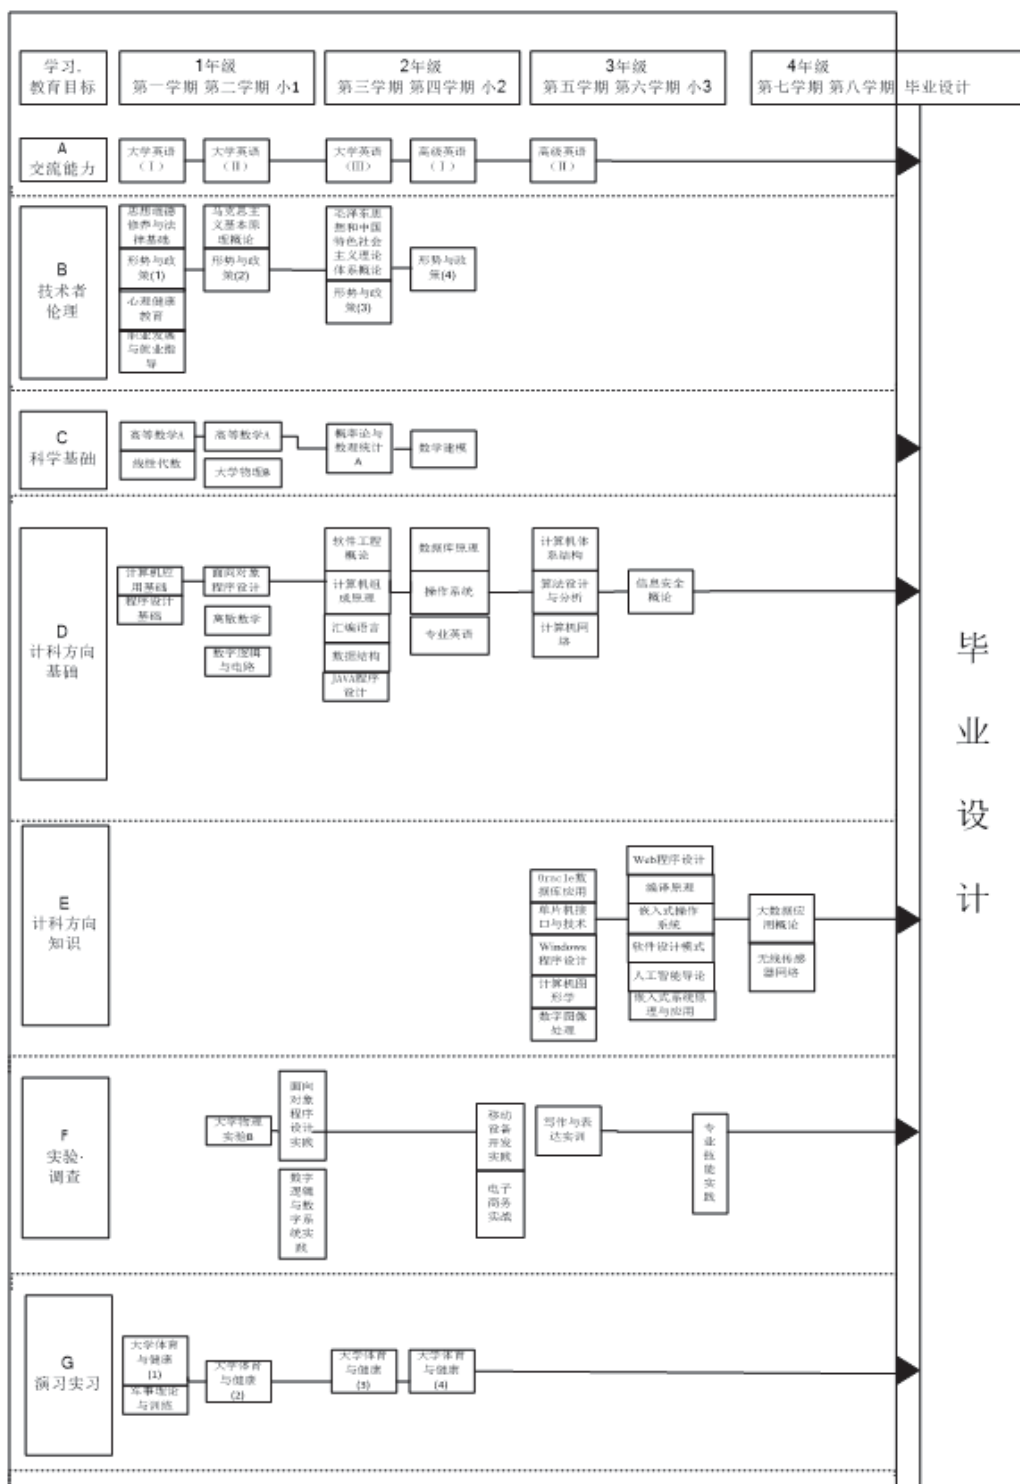 学习.
教育目标
1年级
第一学期 第二学期 小1
2年级
第三学期 第四学期 小2
3年级
第五学期 第六学期 小3
4年级
第七学期 第八学期 毕业设计
A
交流能力
大学英语
(Ⅰ)
大学英语
(Ⅱ)
大学英语
(Ⅲ)
高级英语
(Ⅰ)
高级英语
(Ⅱ)
B
技术者
伦理
思想道德
修养与法
律基础
形势与政
策(1)
心理健康
教育
职业发展
与就业指
导
马克思主
义基本原
理概论
形势与政
策(2)
毛泽东思
想和中国
特色社会
主义理论
体系概论
形势与政
策(3)
形势与政
策(4)
C
科学基础
高等数学A
线性代数
高等数学A
大学物理B
概率论与
数理统计
A
数学建模
D
计科方向
基础
计算机应
用基础
程序设计
基础
面向对象
程序设计
离散数学
数字逻辑
与电路
软件工程
概论
计算机组
成原理
汇编语言
数据结构
JAVA程序
设计
数据库原理
操作系统
专业英语
计算机体
系结构
算法设计
与分析
计算机网
络
信息安全
概论
E
计科方向
知识
Oracle数
据库应用
单片机接
口与技术
Windows
程序设计
计算机图
形学
数字图像
处理
Web程序设计
编译原理
嵌入式操作
系统
软件设计模式
人工智能导论
嵌入式系统原
理与应用
大数据应
用概论
无线传感
器网络
F
实验·
调查
大学物理
实验B
面向
对象
程序
设计
实践
数字
逻辑
与数
字系
统实
践
移动
设备
开发
实践
电子
商务
实战
写作与表
达实训
专
业
技
能
实
践
G
演习实习
大学体育
与健康
(1)
军事理论
与训练
大学体育
与健康
(2)
大学体育
与健康
(3)
大学体育
与健康
(4)
毕
业
设
计